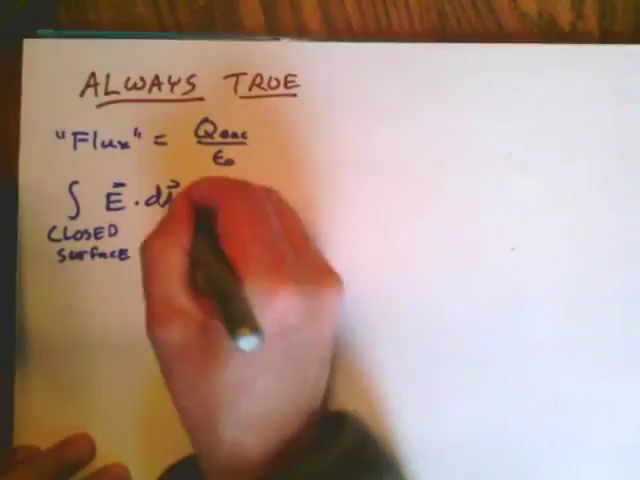 ALWAYS TRUE
"Flux" = Qenc / ε₀
∫ E⃗ · dA⃗
CLOSED
SURFACE